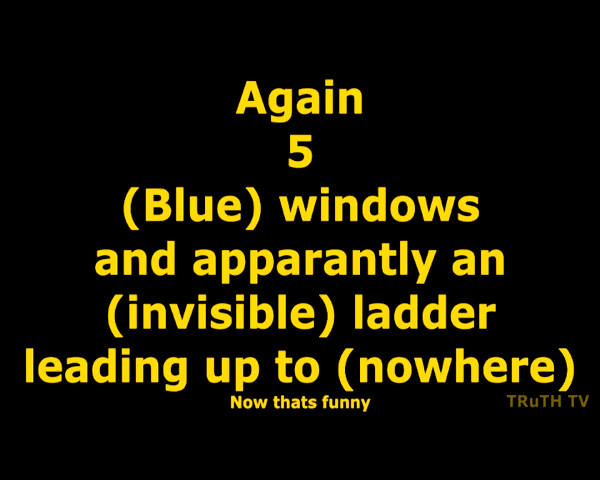 Again
5
(Blue) windows
and apparantly an
(invisible) ladder
leading up to (nowhere)
Now thats funny
TRuTH TV